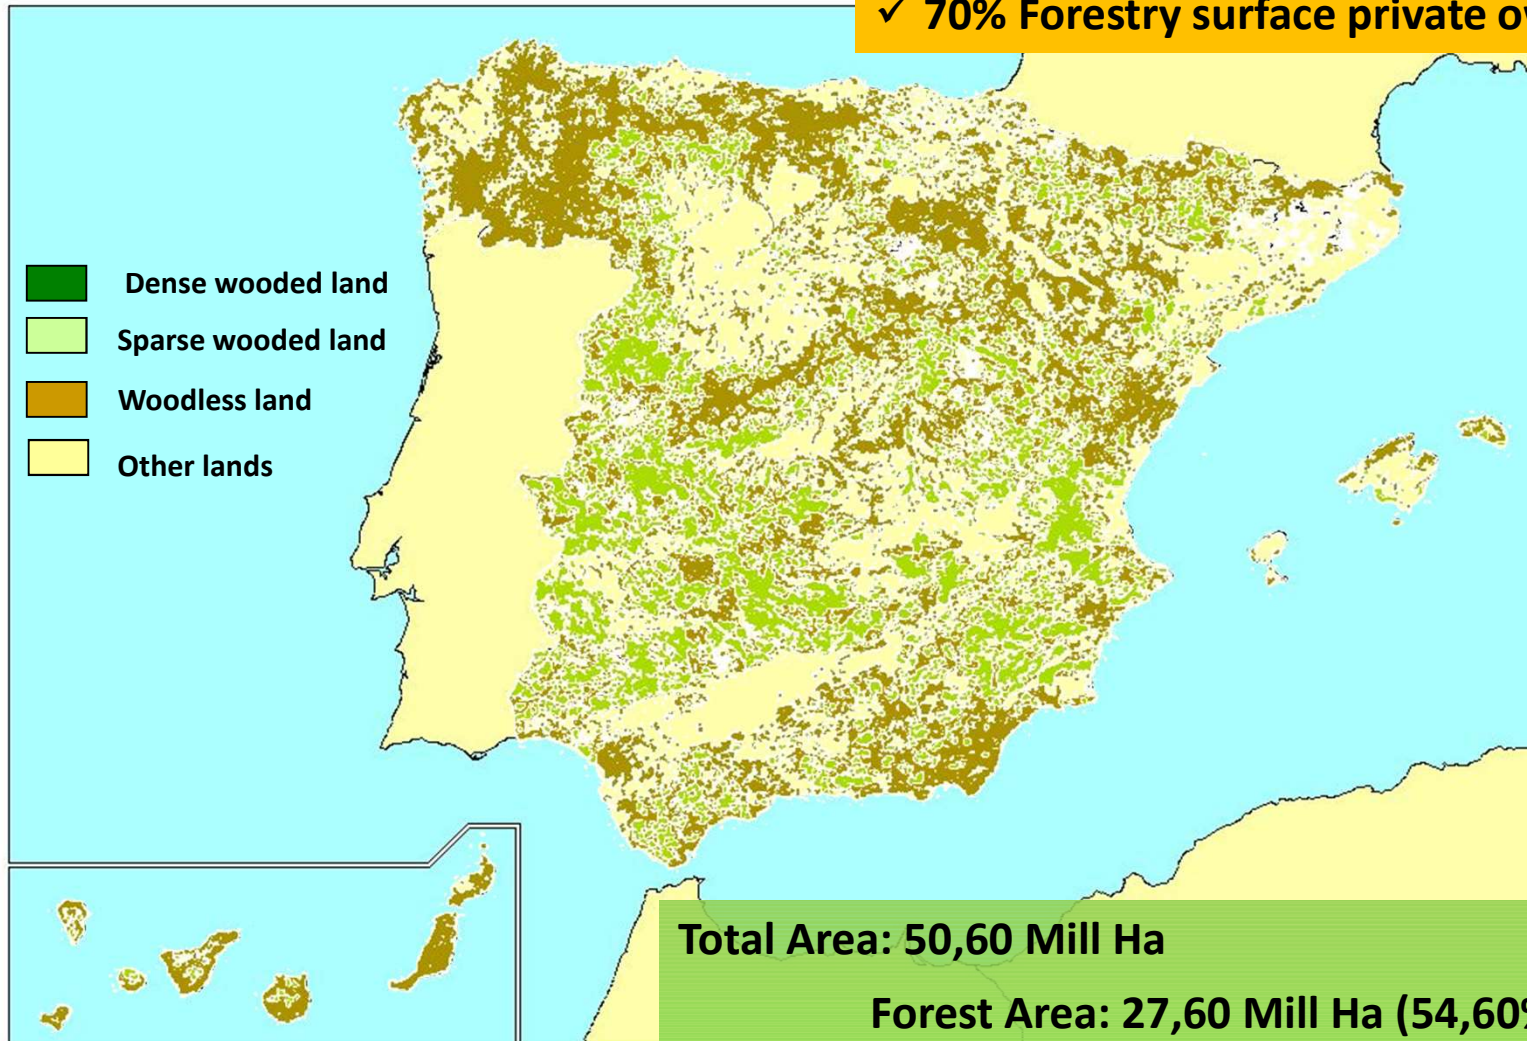 ✓ 70% Forestry surface private
Dense wooded land
Sparse wooded land
Woodless land
Other lands
Total Area: 50,60 Mill Ha
Forest Area: 27,60 Mill Ha (54,60%